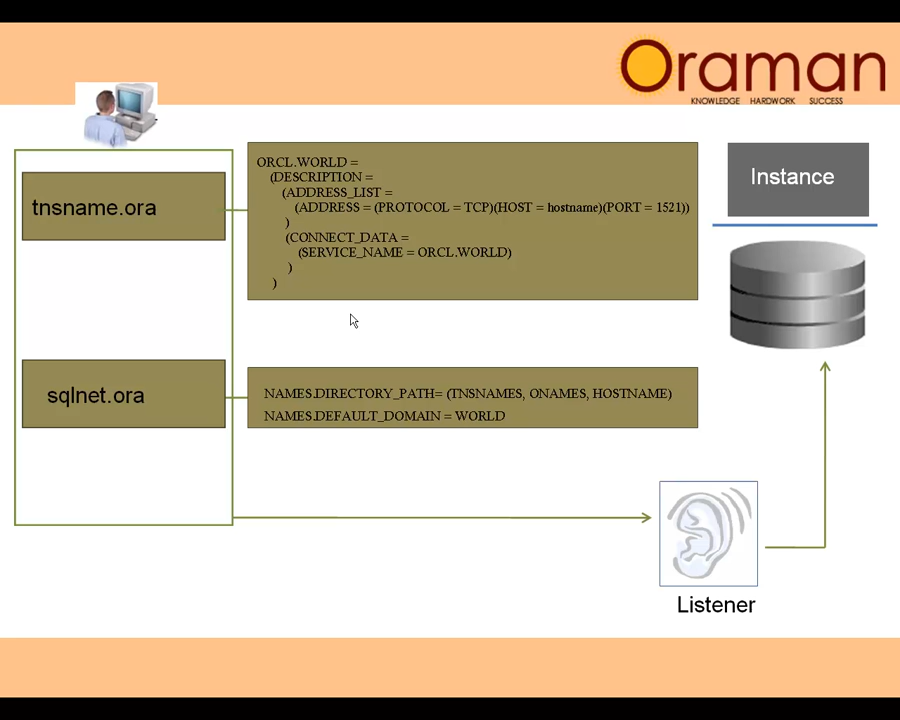 Oraman
KNOWLEDGE HARDWORK SUCCESS
tnsname.ora
ORCL.WORLD =
(DESCRIPTION =
(ADDRESS_LIST =
(ADDRESS = (PROTOCOL = TCP)(HOST = hostname)(PORT = 1521))
)
(CONNECT_DATA =
(SERVICE_NAME = ORCL.WORLD)
)
)
Instance
sqlnet.ora
NAMES.DIRECTORY_PATH= (TNSNAMES, ONAMES, HOSTNAME)
NAMES.DEFAULT_DOMAIN = WORLD
Listener